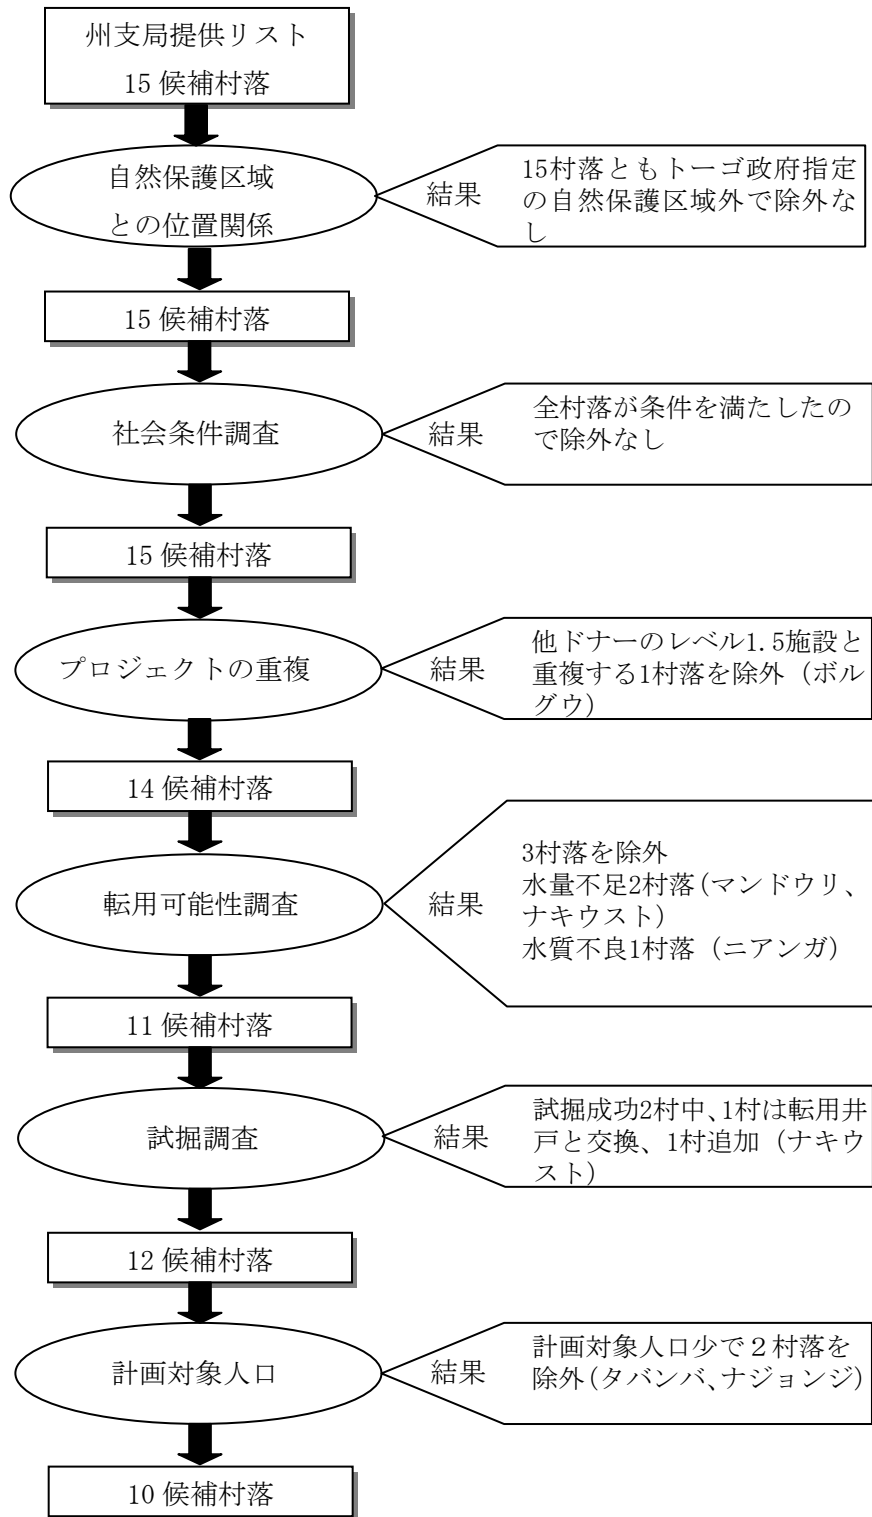 州支局提供リスト
15 候補村落
自然保護区域
との位置関係
結果
15村落ともトーゴ政府指定
の自然保護区域外で除外な
し
15 候補村落
社会条件調査
結果
全村落が条件を満たしたの
で除外なし
15 候補村落
プロジェクトの重複
結果
他ドナーのレベル1.5施設と
重複する1村落を除外（ボル
グウ）
14 候補村落
転用可能性調査
結果
3村落を除外
水量不足2村落（マンドウリ、
ナキウスト）
水質不良1村落（ニアンガ）
11 候補村落
試掘調査
結果
試掘成功2村中、1村は転用井
戸と交換、1村追加（ナキウ
スト）
12 候補村落
計画対象人口
結果
計画対象人口少で２村落を
除外（タバンバ、ナジョンジ）
10 候補村落